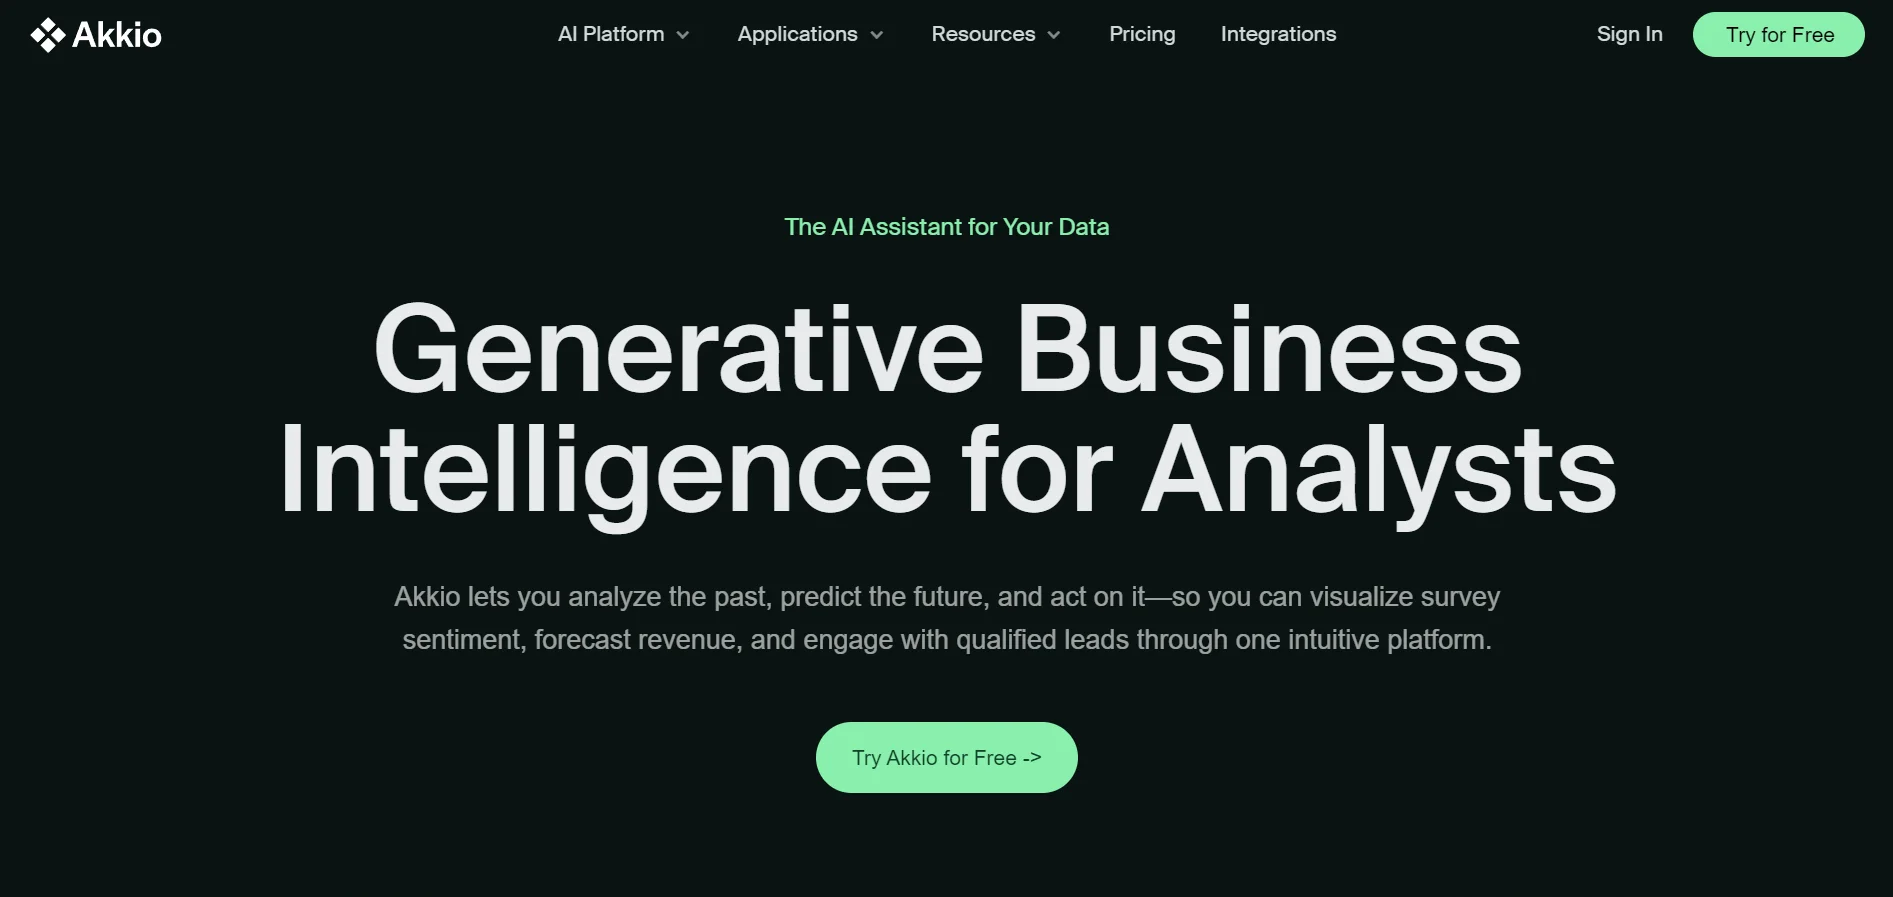 Akkio
AI Platform
Applications
Resources
Pricing
Integrations
Sign In
Try for Free
The AI Assistant for Your Data
Generative Business
Intelligence for Analysts
Akkio lets you analyze the past, predict the future, and act on it—so you can visualize survey
sentiment, forecast revenue, and engage with qualified leads through one intuitive platform.
Try Akkio for Free ->